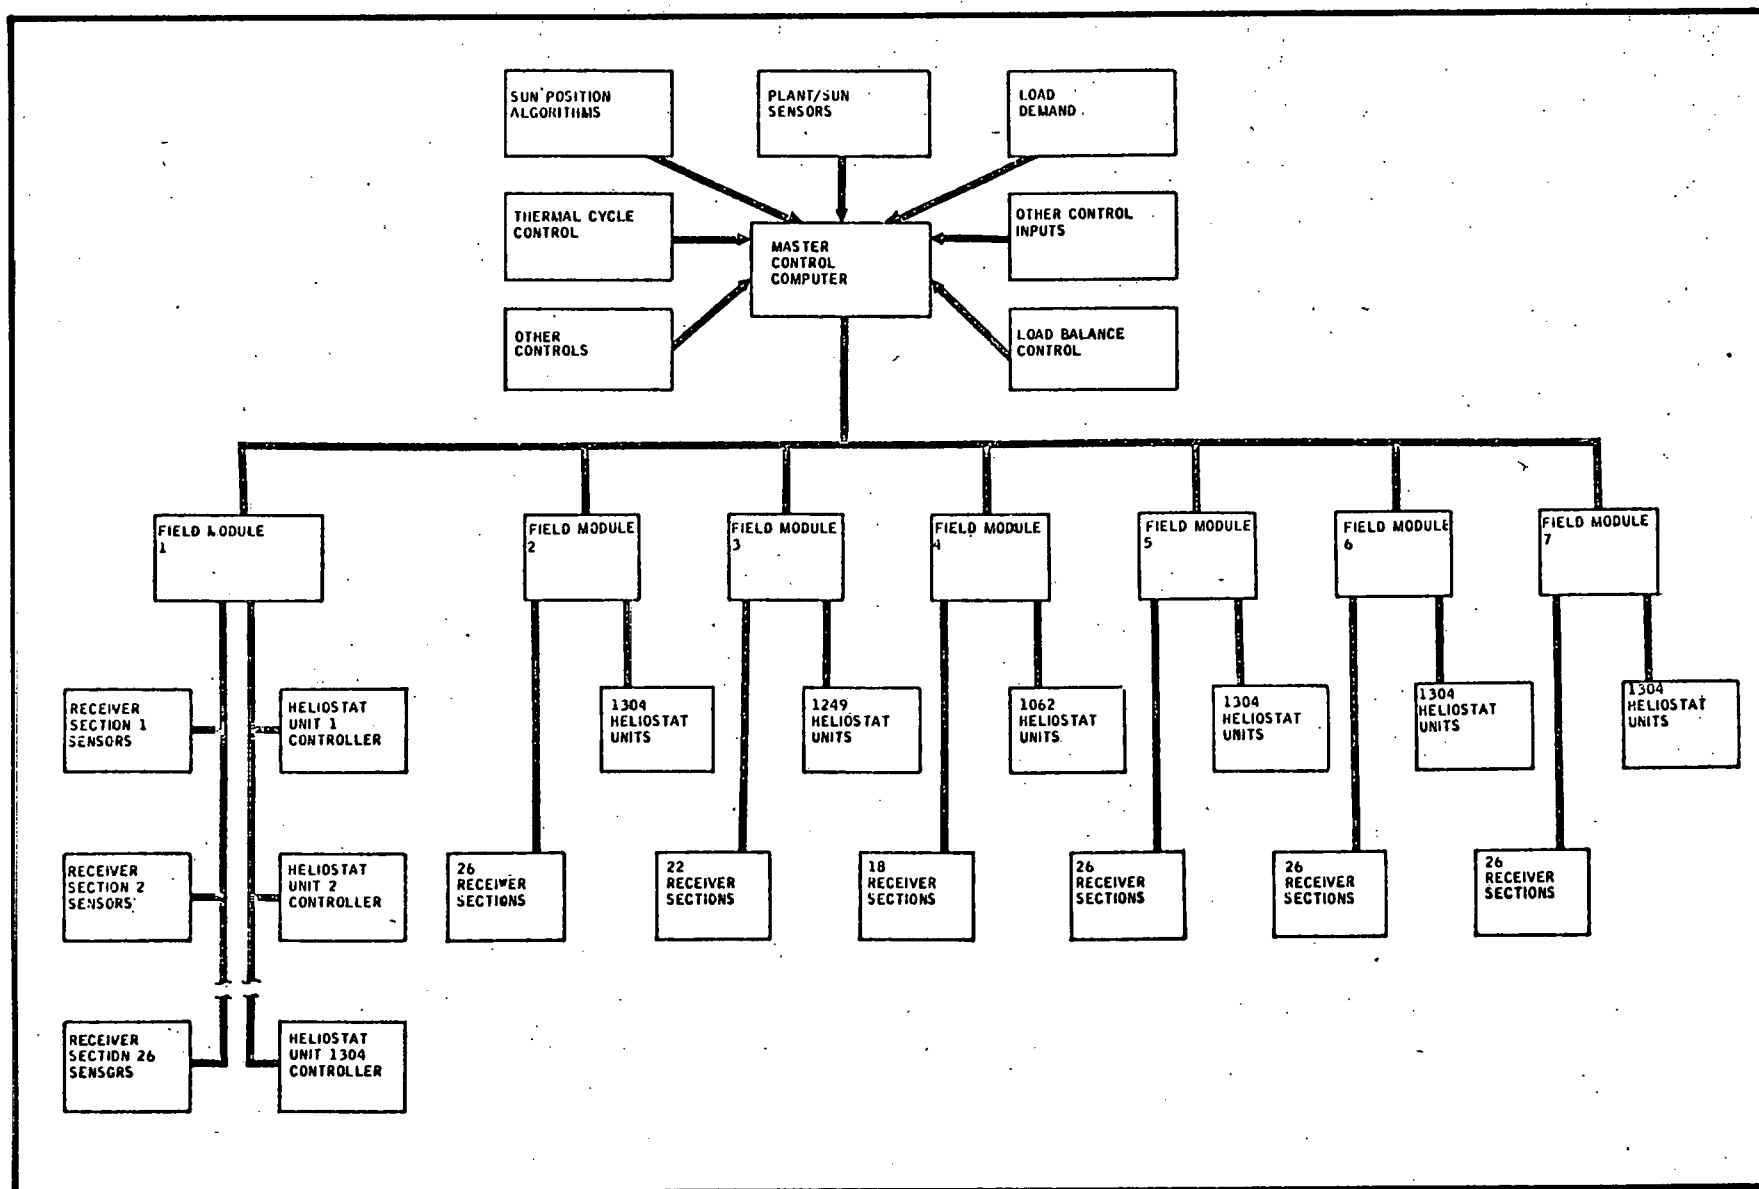 SUN POSITION
ALGORITHMS
PLANT/SUN
SENSORS
LOAD
DEMAND
THERMAL CYCLE
CONTROL
MASTER
CONTROL
COMPUTER
OTHER CONTROL
INPUTS
OTHER
CONTROLS
LOAD BALANCE
CONTROL
FIELD MODULE
1
FIELD MODULE
2
FIELD MODULE
3
FIELD MODULE
4
FIELD MODULE
5
FIELD MODULE
6
FIELD MODULE
7
RECEIVER
SECTION 1
SENSORS
HELIOSTAT
UNIT 1
CONTROLLER
1304
HELIOSTAT
UNITS
1249
HELIOSTAT
UNITS
1062
HELIOSTAT
UNITS
1304
HELIOSTAT
UNITS
1304
HELIOSTAT
UNITS
1304
HELIOSTAT
UNITS
RECEIVER
SECTION 2
SENSORS
HELIOSTAT
UNIT 2
CONTROLLER
26
RECEIVER
SECTIONS
22
RECEIVER
SECTIONS
18
RECEIVER
SECTIONS
26
RECEIVER
SECTIONS
26
RECEIVER
SECTIONS
26
RECEIVER
SECTIONS
RECEIVER
SECTION 26
SENSORS
HELIOSTAT
UNIT 1304
CONTROLLER